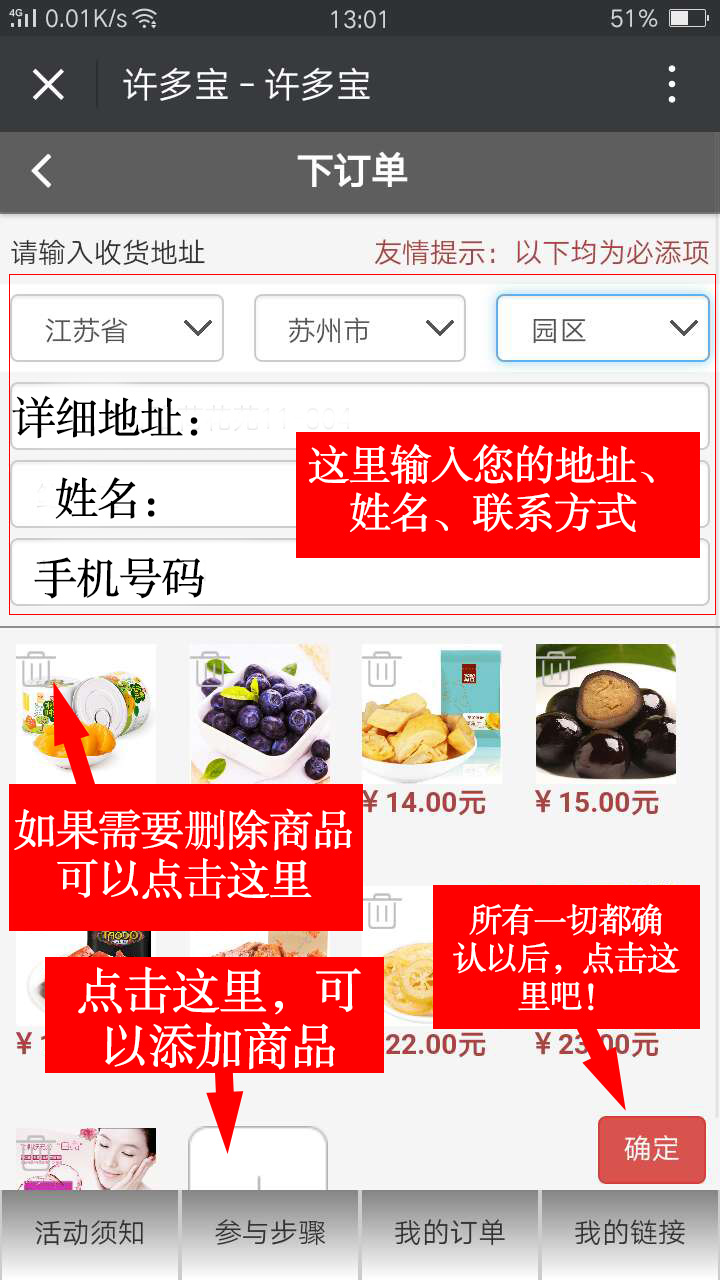 4G 0.01K/s 13:01 51%
许多宝 - 许多宝
下订单
请输入收货地址 友情提示：以下均为必添项
江苏省 苏州市 园区
详细地址：
这里输入您的地址、
姓名、联系方式
姓名：
手机号码
¥ 14.00元 ¥ 15.00元
如果需要删除商品
可以点击这里
所有一切都确
认以后，点击这
里吧！
点击这里，可
以添加商品
22.00元 ¥ 23.00元
确定
活动须知 参与步骤 我的订单 我的链接